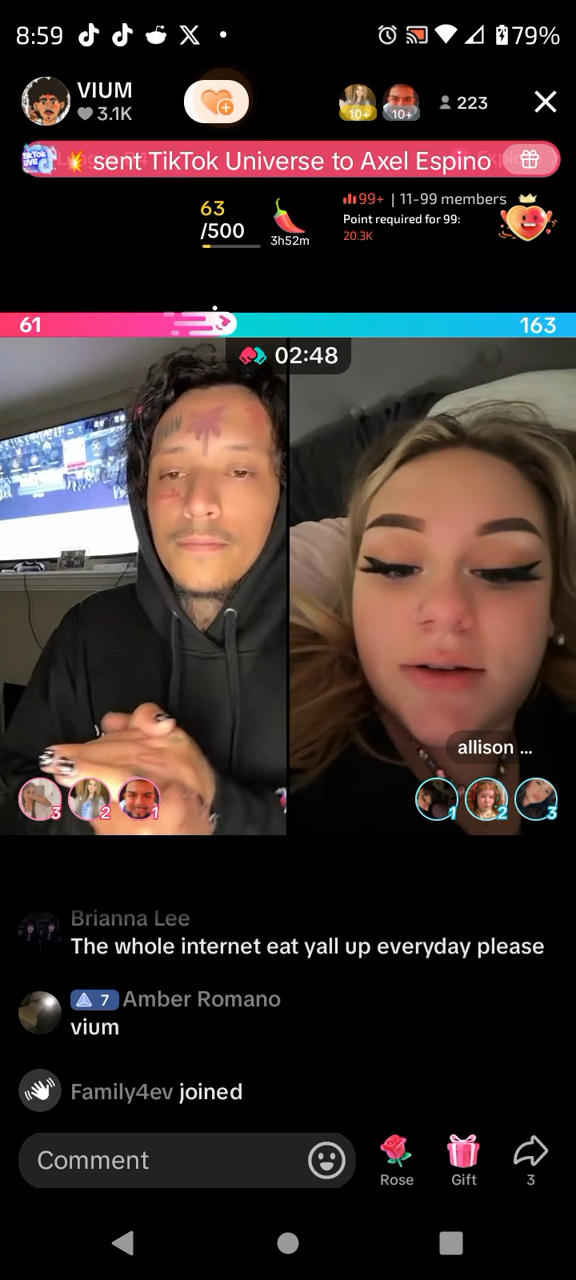 8:59
79%
VIUM
3.1K
10+
10+
223
sent TikTok Universe to Axel Espino
63
/500
3h52m
99+ | 11-99 members
Point required for 99:
20.3K
61
163
02:48
allison ...
3
2
1
1
2
3
Brianna Lee
The whole internet eat yall up everyday please
7 Amber Romano
vium
Family4ev joined
Comment
Rose
Gift
3